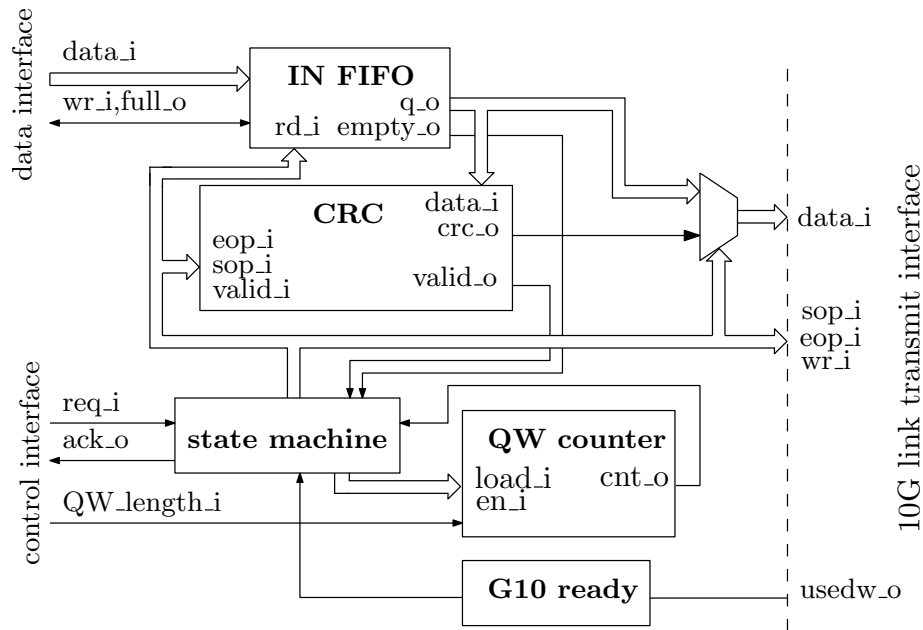 data interface
data_i
wr_i,full_o
IN FIFO
q_o
rd_i empty_o
CRC
data_i
crc_o
eop_i
sop_i
valid_i
valid_o
data_i
sop_i
eop_i
wr_i
10G link transmit interface
control interface
req_i
ack_o
QW_length_i
state machine
QW counter
load_i
en_i
cnt_o
G10 ready
usedw_o